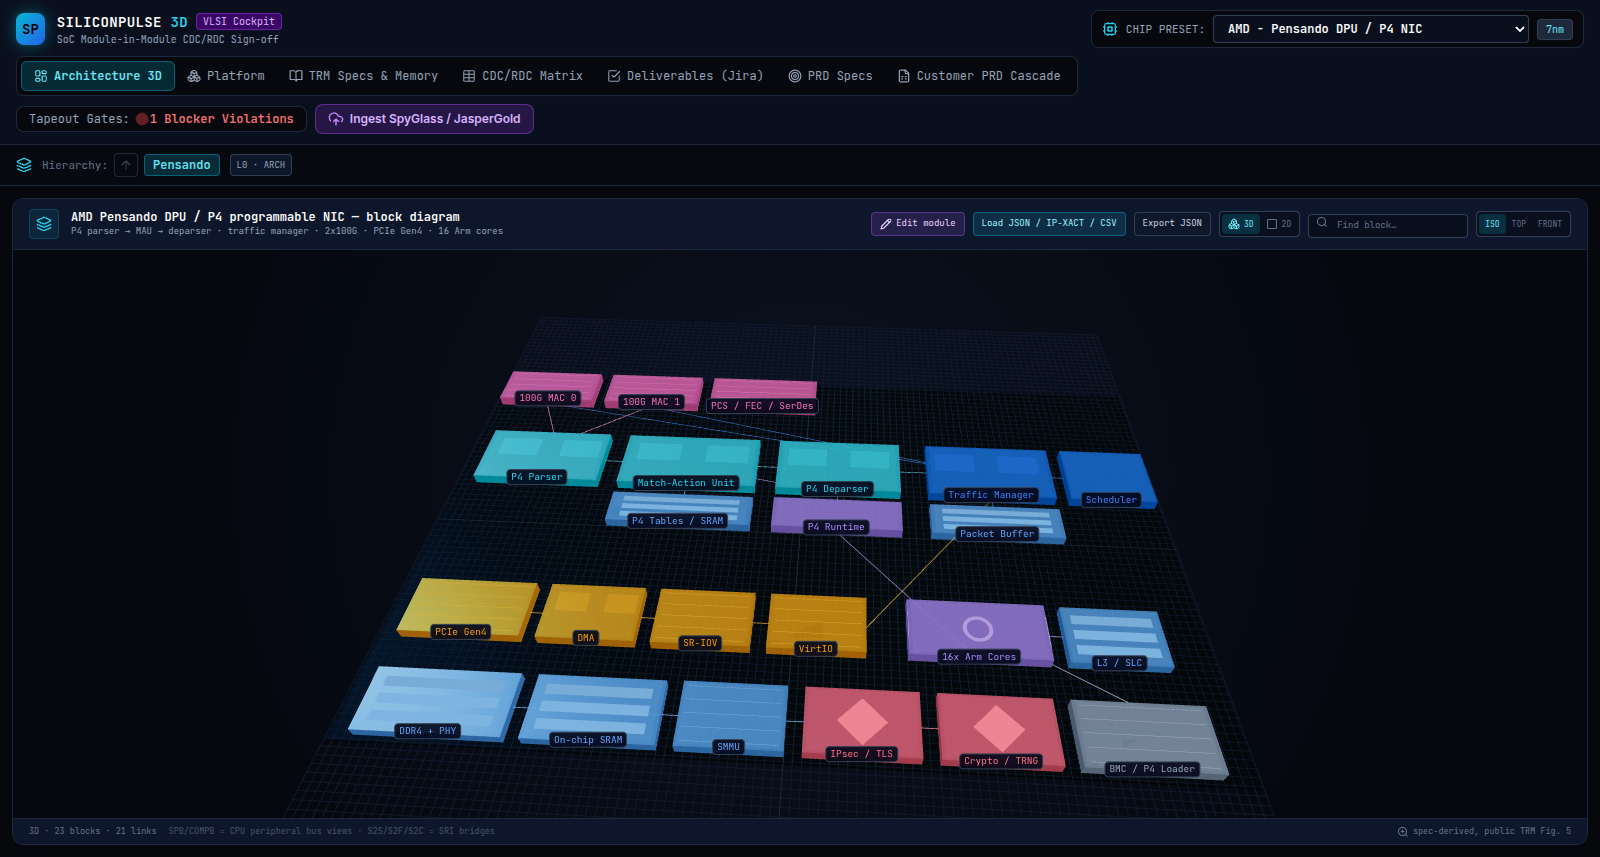 SP
SILICONPULSE 3D VLSI Cockpit
SoC Module-in-Module CDC/RDC Sign-off
CHIP PRESET: AMD - Pensando DPU / P4 NIC 7nm
Architecture 3D Platform TRM Specs & Memory CDC/RDC Matrix Deliverables (Jira) PRD Specs Customer PRD Cascade
Tapeout Gates: 1 Blocker Violations Ingest SpyGlass / JasperGold
Hierarchy: Pensando L0 · ARCH
AMD Pensando DPU / P4 programmable NIC — block diagram
P4 parser → MAU → deparser · traffic manager · 2x100G · PCIe Gen4 · 16 Arm cores
Edit module Load JSON / IP-XACT / CSV Export JSON 3D 2D Find block… ISO TOP FRONT
100G MAC 0 100G MAC 1 PCS / FEC / SerDes
P4 Parser Match-Action Unit P4 Deparser Traffic Manager Scheduler
P4 Tables / SRAM P4 Runtime Packet Buffer
PCIe Gen4 DMA SR-IOV VirtIO 16x Arm Cores L3 / SLC
DDR4 + PHY On-chip SRAM SMMU IPsec / TLS Crypto / TRNG BMC / P4 Loader
3D · 23 blocks · 21 links SPB/COMPB = CPU peripheral bus views · S2S/S2F/S2C = SRI bridges
spec-derived, public TRM Fig. 5